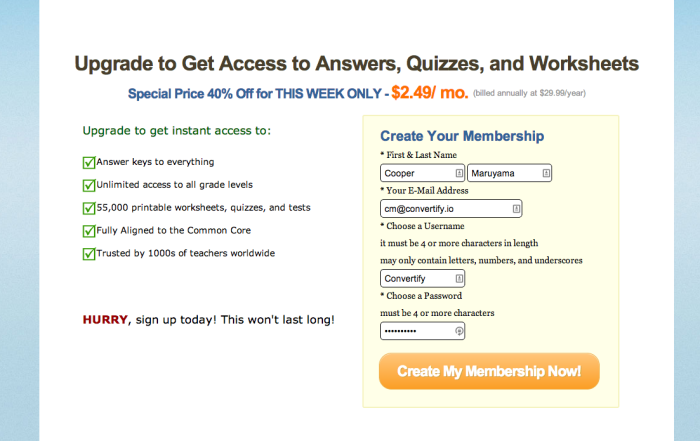 Upgrade to Get Access to Answers, Quizzes, and Worksheets
Special Price 40% Off for THIS WEEK ONLY - $2.49/ mo. (billed annually at $29.99/year)
Upgrade to get instant access to:
Answer keys to everything
Unlimited access to all grade levels
55,000 printable worksheets, quizzes, and tests
Fully Aligned to the Common Core
Trusted by 1000s of teachers worldwide
HURRY, sign up today! This won't last long!
Create Your Membership
* First & Last Name
Cooper Maruyama
* Your E-Mail Address
cm@convertify.io
* Choose a Username
it must be 4 or more characters in length
may only contain letters, numbers, and underscores
Convertify
* Choose a Password
must be 4 or more characters
••••••••••
Create My Membership Now!